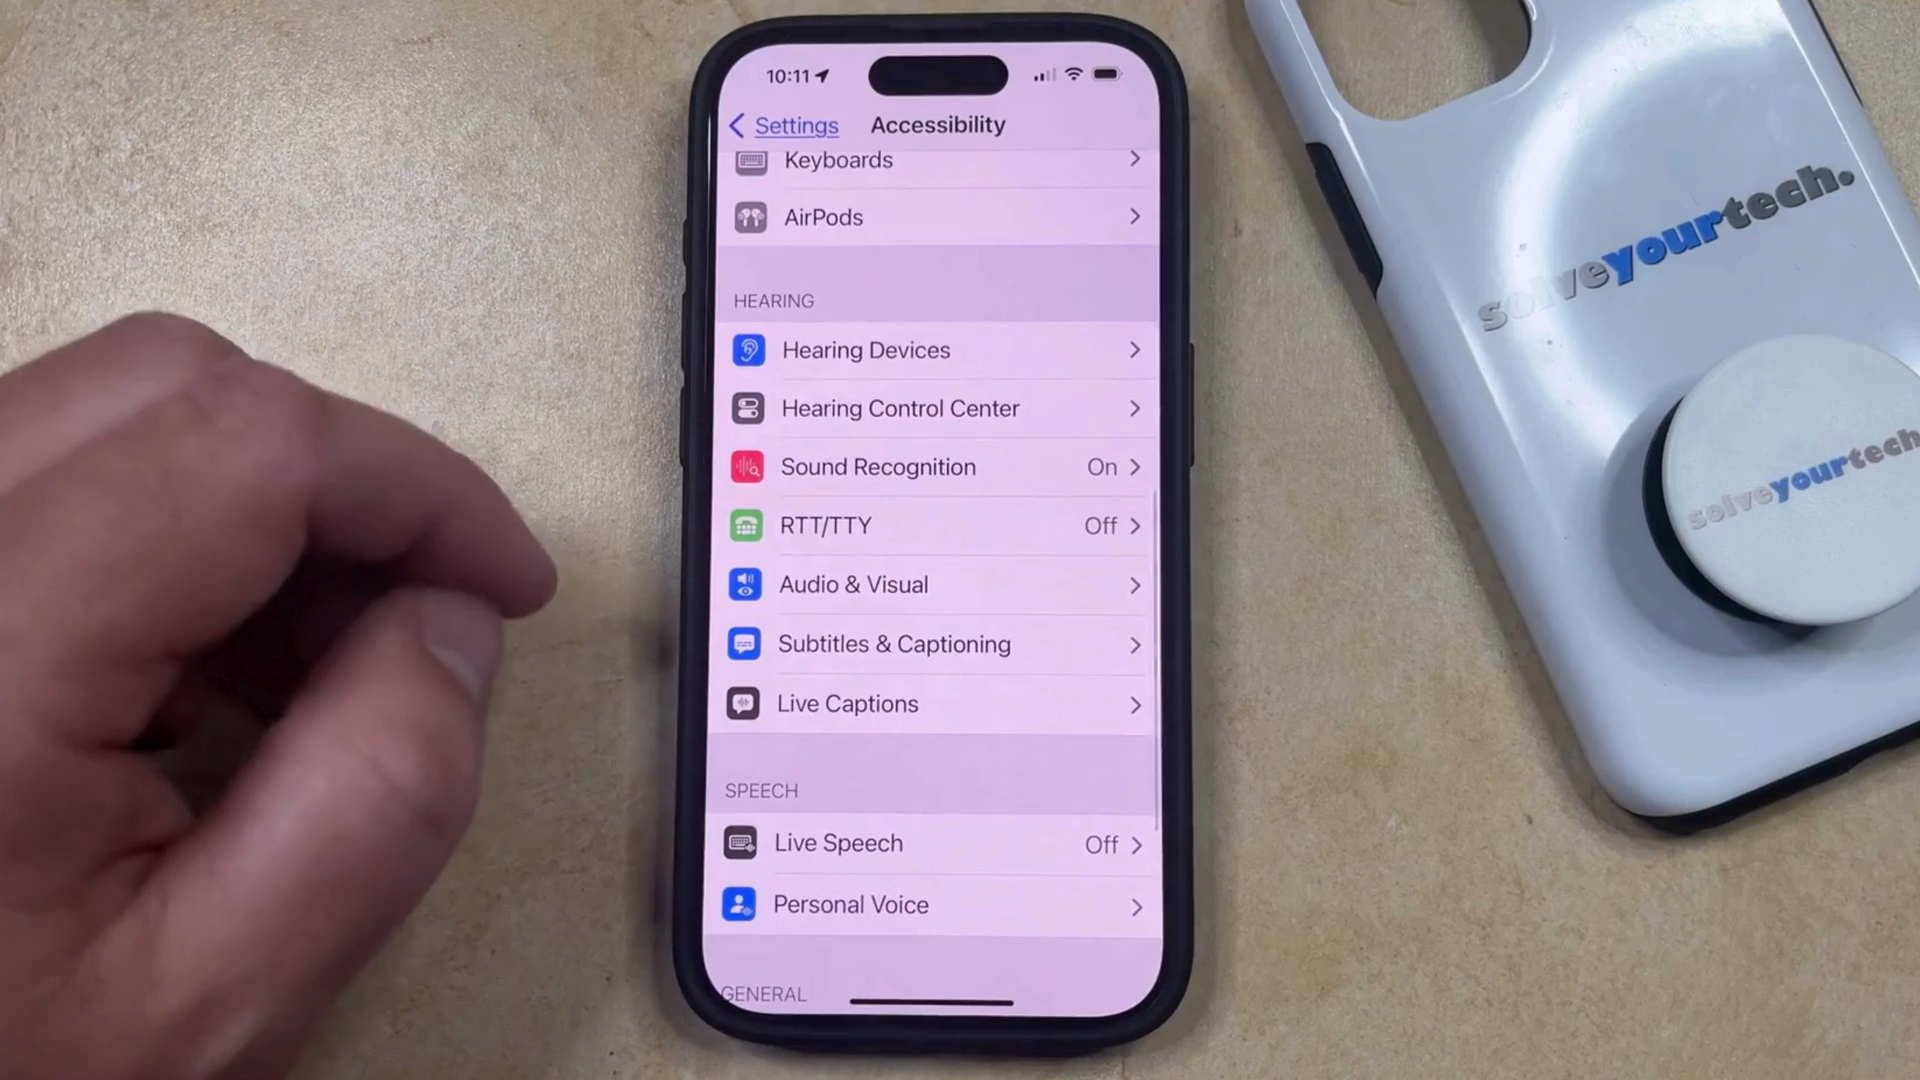 10:11
Settings Accessibility
Keyboards
AirPods
HEARING
Hearing Devices
Hearing Control Center
Sound Recognition On
RTT/TTY Off
Audio & Visual
Subtitles & Captioning
Live Captions
SPEECH
Live Speech Off
Personal Voice
GENERAL
solveyourtech.
solveyourtech